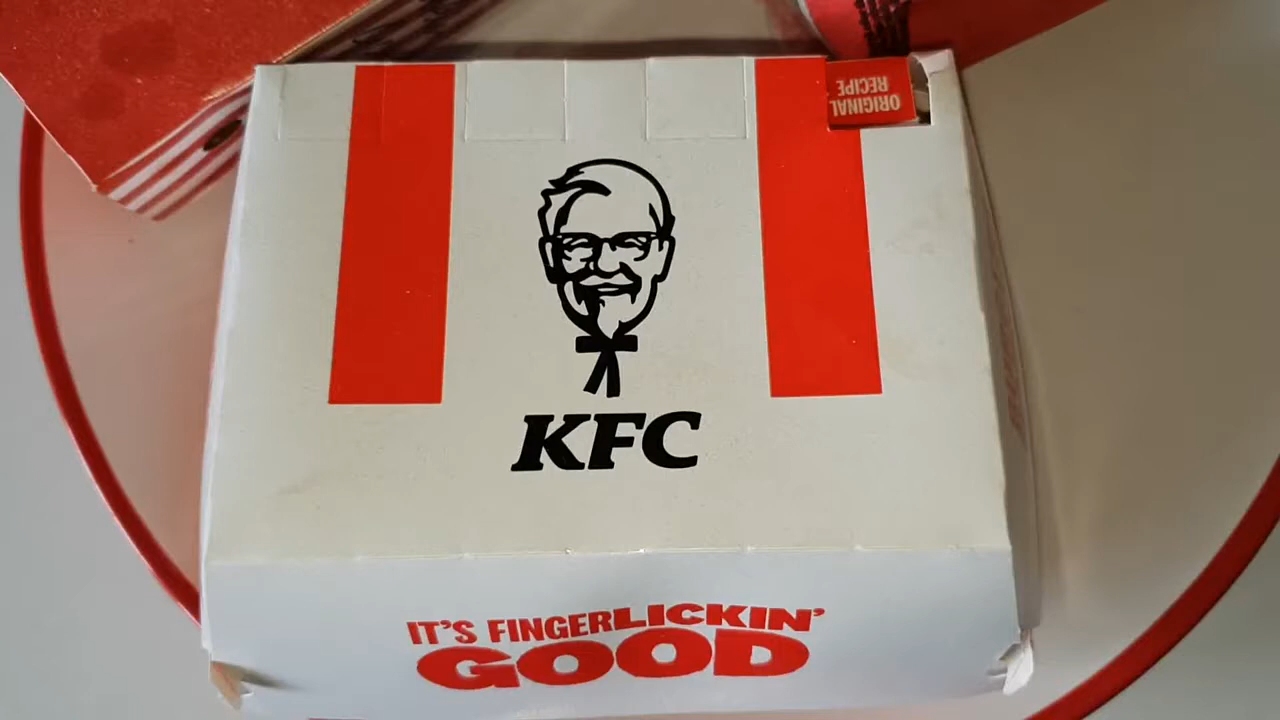 ORIGINAL
RECIPE
KFC
IT'S FINGERLICKIN'
GOOD